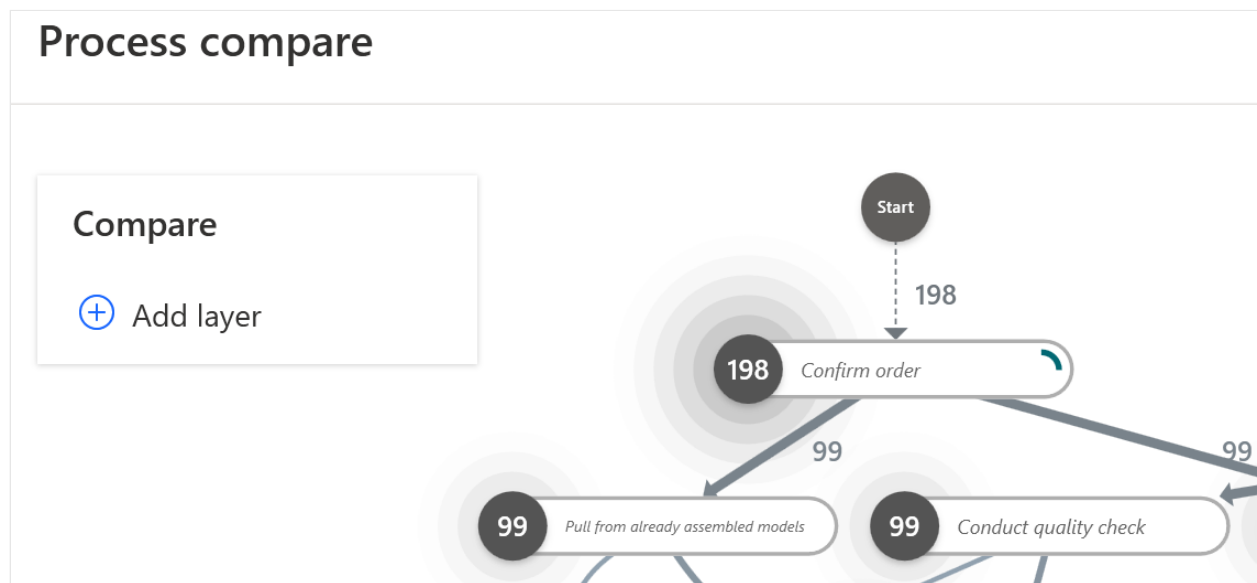 Process compare
Compare
Add layer
Start
198
198
Confirm order
99
99
99
Pull from already assembled models
99
Conduct quality check